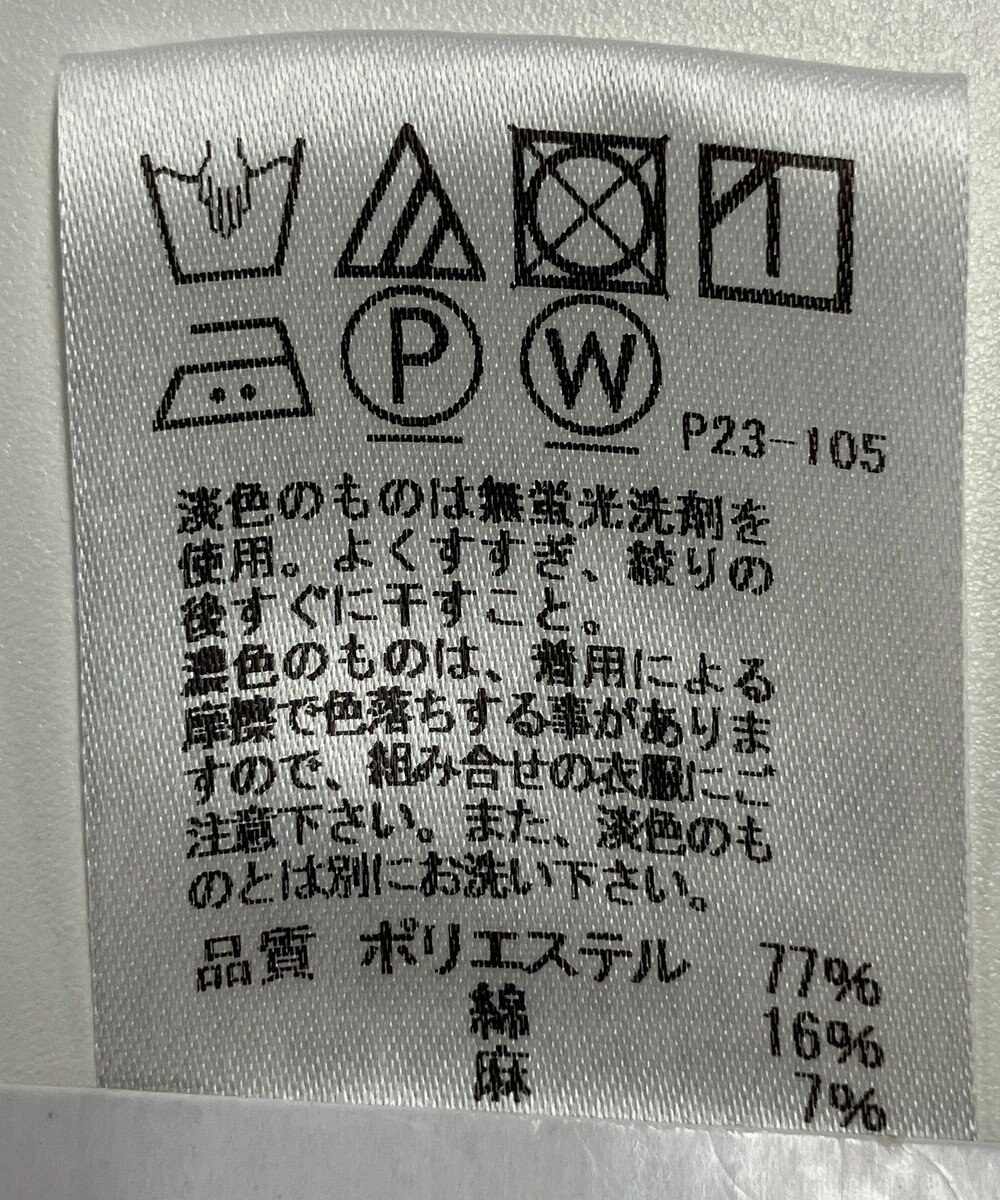 P
W
P23-105
淡色のものは無蛍光洗剤を
使用。よくすすぎ、絞りの
後すぐに干すこと。
濃色のものは、着用による
摩擦で色落ちする事がありま
すので、組み合せの衣服にご
注意下さい。また、淡色のも
のとは別にお洗い下さい。
品質 ポリエステル 77%
綿 16%
麻 7%